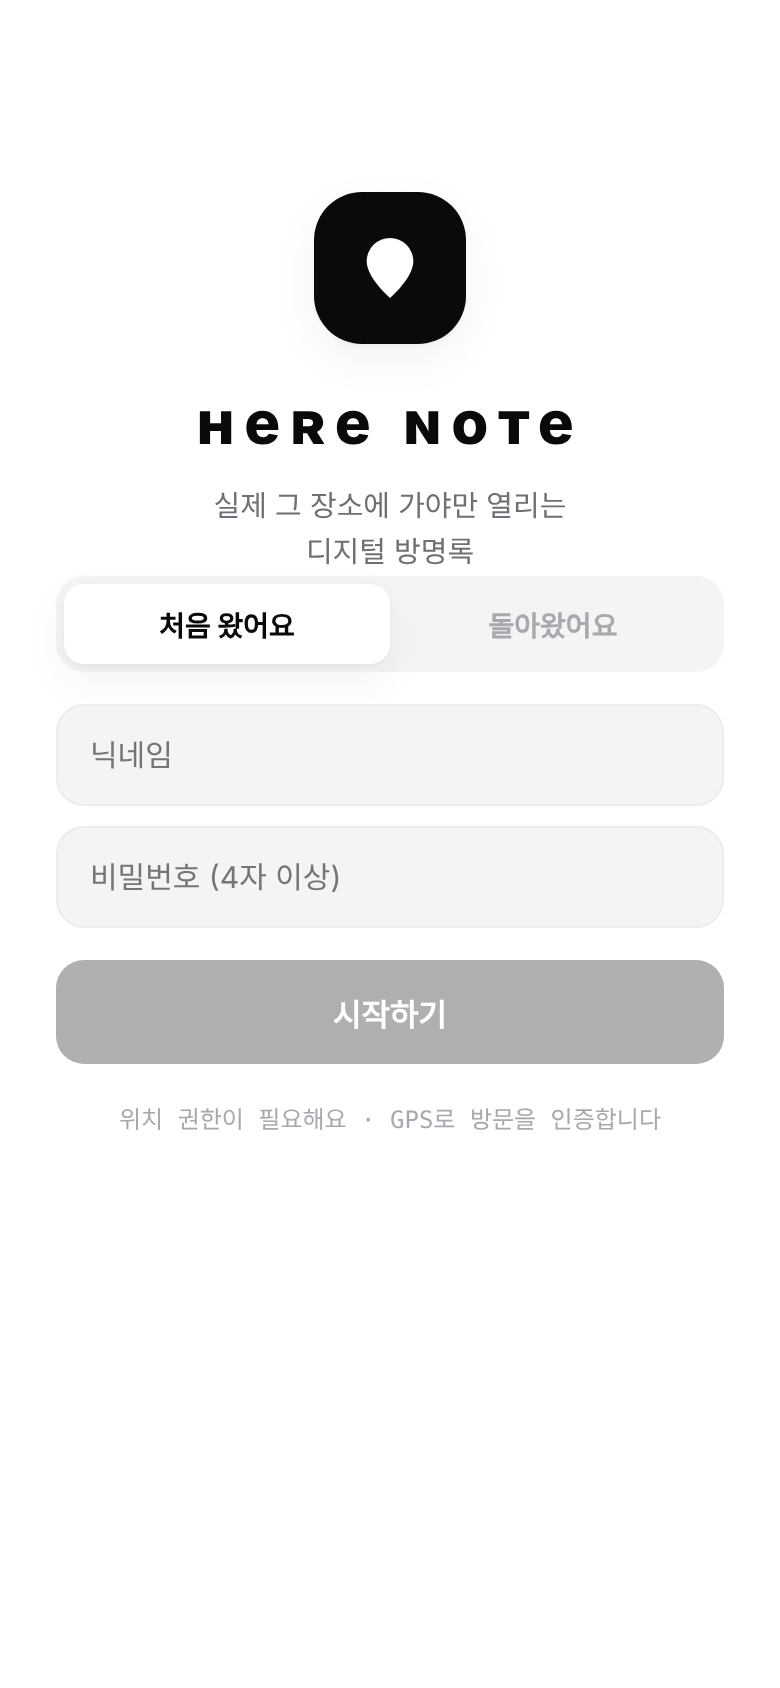 Here Note
실제 그 장소에 가야만 열리는
디지털 방명록
처음 왔어요 돌아왔어요
닉네임
비밀번호 (4자 이상)
시작하기
위치 권한이 필요해요 · GPS로 방문을 인증합니다